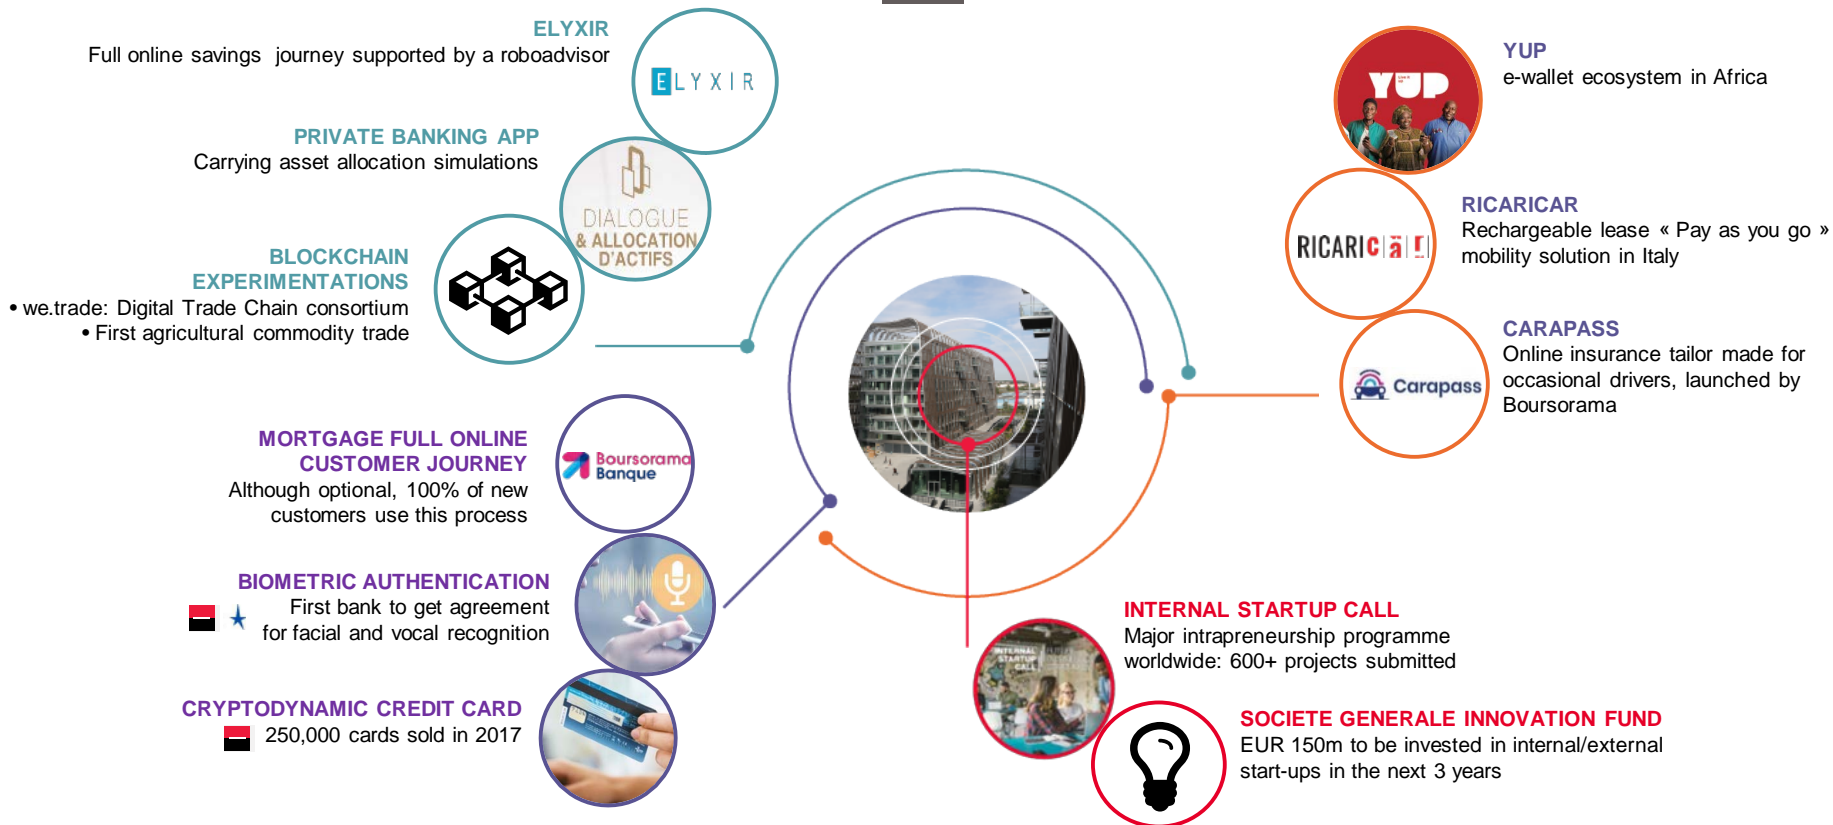 ELYXIR
Full online savings journey supported by a roboadvisor
ELYXIR
PRIVATE BANKING APP
Carrying asset allocation simulations
DIALOGUE
& ALLOCATION
D'ACTIFS
BLOCKCHAIN
EXPERIMENTATIONS
• we.trade: Digital Trade Chain consortium
• First agricultural commodity trade
MORTGAGE FULL ONLINE
CUSTOMER JOURNEY
Although optional, 100% of new
customers use this process
Boursorama
Banque
BIOMETRIC AUTHENTICATION
First bank to get agreement
for facial and vocal recognition
CRYPTODYNAMIC CREDIT CARD
250,000 cards sold in 2017
YUP
YUP
e-wallet ecosystem in Africa
RICARICAR
RICARICAR
Rechargeable lease « Pay as you go »
mobility solution in Italy
Carapass
CARAPASS
Online insurance tailor made for
occasional drivers, launched by
Boursorama
INTERNAL
STARTUP
CALL
INTERNAL STARTUP CALL
Major intrapreneurship programme
worldwide: 600+ projects submitted
SOCIETE GENERALE INNOVATION FUND
EUR 150m to be invested in internal/external
start-ups in the next 3 years